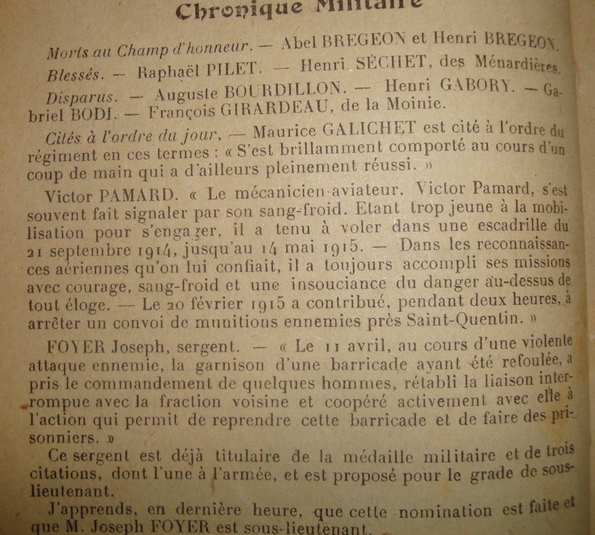 Chronique Militaire
Morts au Champ d'honneur. — Abel BREGEON et Henri BREGEON.
Blessés. — Raphaël PILET. — Henri SÉCHET, des Ménardières.
Disparus. — Auguste BOURDILLON. — Henri GABORY. — Ga-
briel BODI. — François GIRARDEAU, de la Moinie.
Cités à l'ordre du jour. — Maurice GALICHET est cité à l'ordre du
régiment en ces termes : « S'est brillamment comporté au cours d'un
coup de main qui a d'ailleurs pleinement réussi. »
Victor PAMARD. « Le mécanicien-aviateur. Victor Pamard, s'est
souvent fait signaler par son sang-froid. Etant trop jeune à la mobi-
lisation pour s'engager, il a tenu à voler dans une escadrille du
21 septembre 1914, jusqu'au 14 mai 1915. — Dans les reconnaissan-
ces aériennes qu'on lui confiait, il a toujours accompli ses missions
avec courage, sang-froid et une insouciance du danger au-dessus de
tout éloge. — Le 20 février 1915 a contribué, pendant deux heures, à
arrêter un convoi de munitions ennemies près Saint-Quentin. »
FOYER Joseph, sergent. — « Le 11 avril, au cours d'une violente
attaque ennemie, la garnison d'une barricade ayant été refoulée, a
pris le commandement de quelques hommes, rétabli la liaison inter-
rompue avec la fraction voisine et coopéré activement avec elle à
l'action qui permit de reprendre cette barricade et de faire des pri-
sonniers. »
Ce sergent est déjà titulaire de la médaille militaire et de trois
citations, dont l'une à l'armée, et est proposé pour le grade de sous-
lieutenant.
J'apprends, en dernière heure, que cette nomination est faite et
que M. Joseph FOYER est sous-lieutenant.